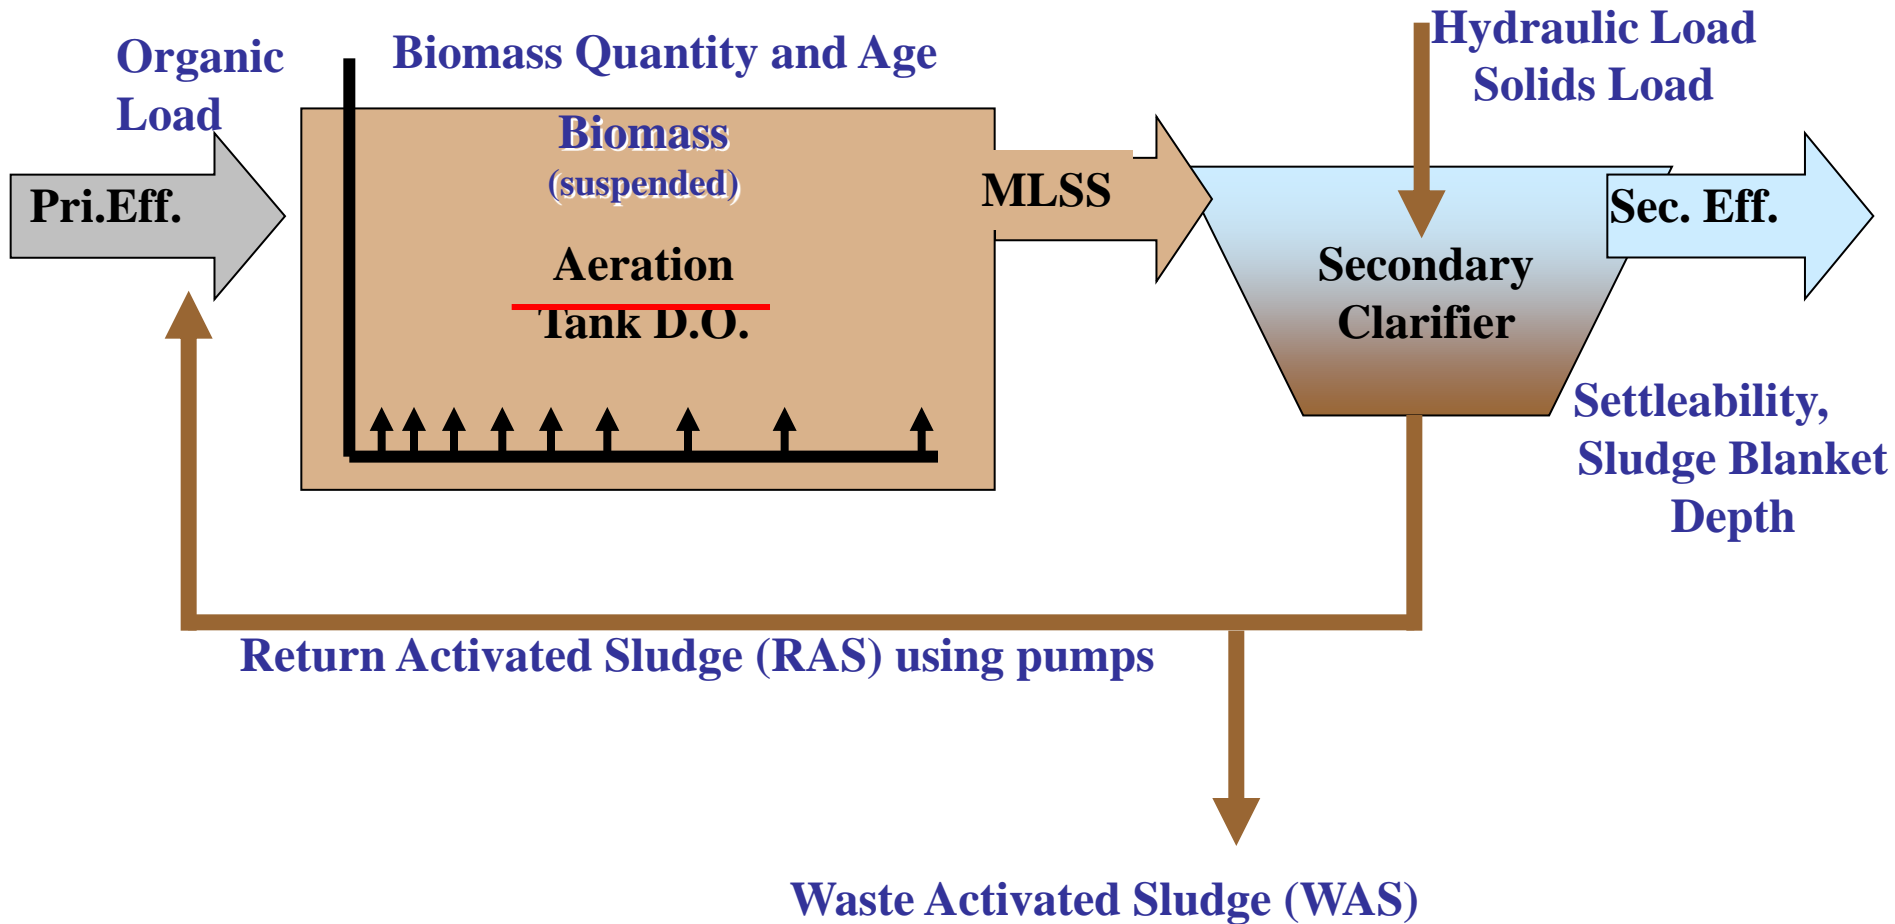 Organic
Load
Biomass Quantity and Age
Hydraulic Load
Solids Load
Biomass
(suspended)
Pri.Eff.
MLSS
Sec. Eff.
Aeration
Tank D.O.
Secondary
Clarifier
Settleability,
Sludge Blanket
Depth
Return Activated Sludge (RAS) using pumps
Waste Activated Sludge (WAS)